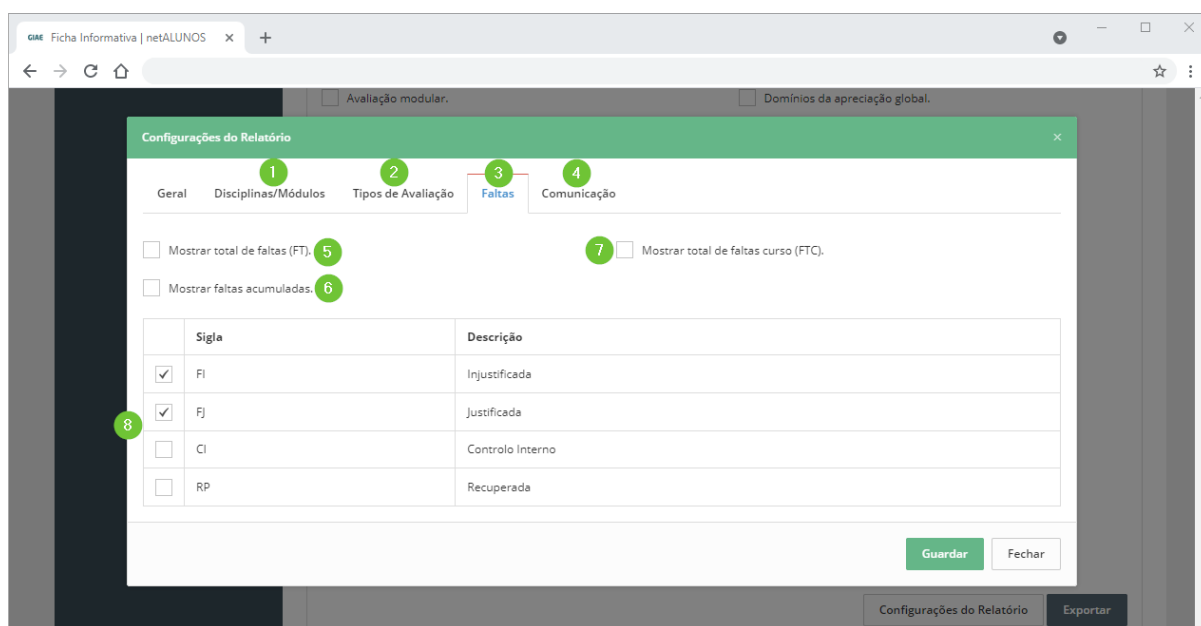 GIAE Ficha Informativa | netALUNOS
Avaliação modular. Domínios da apreciação global.
Configurações do Relatório
1 2 3 4
Geral Disciplinas/Módulos Tipos de Avaliação Faltas Comunicação
Mostrar total de faltas (FT). 5 7 Mostrar total de faltas curso (FTC).
Mostrar faltas acumuladas. 6
Sigla Descrição
FI Injustificada
FJ Justificada
8
CI Controlo Interno
RP Recuperada
Guardar Fechar
Configurações do Relatório Exportar